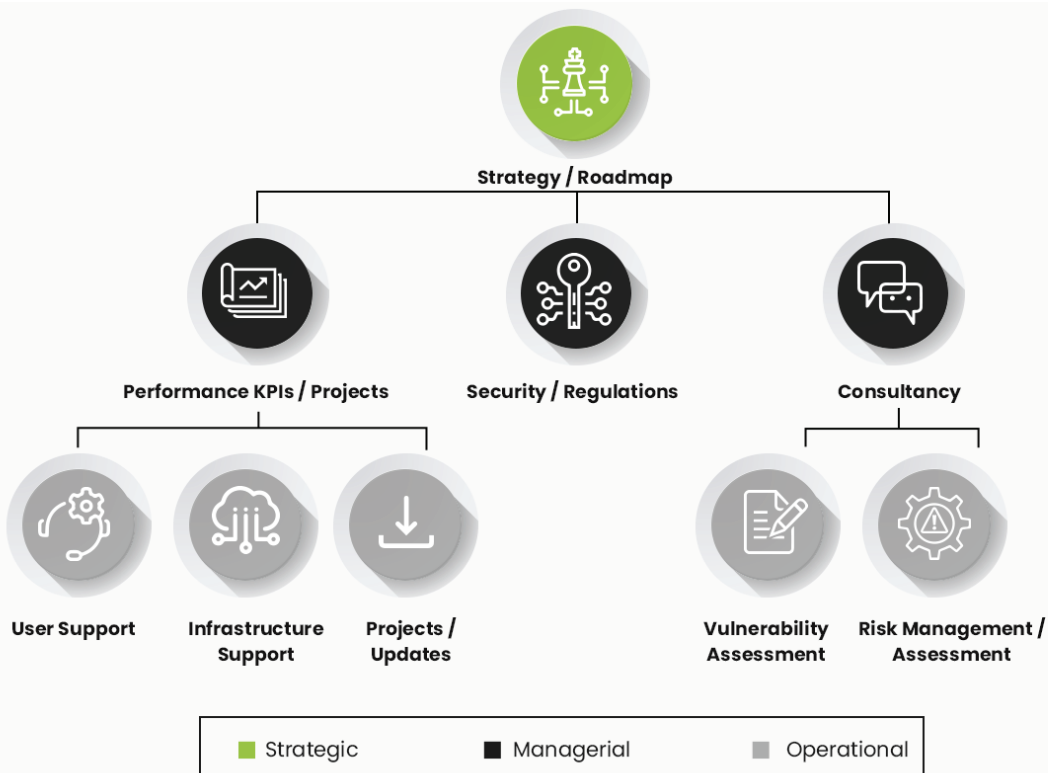 Strategy / Roadmap
Performance KPIs / Projects
Security / Regulations
Consultancy
User Support
Infrastructure
Support
Projects /
Updates
Vulnerability
Assessment
Risk Management /
Assessment
Strategic
Managerial
Operational